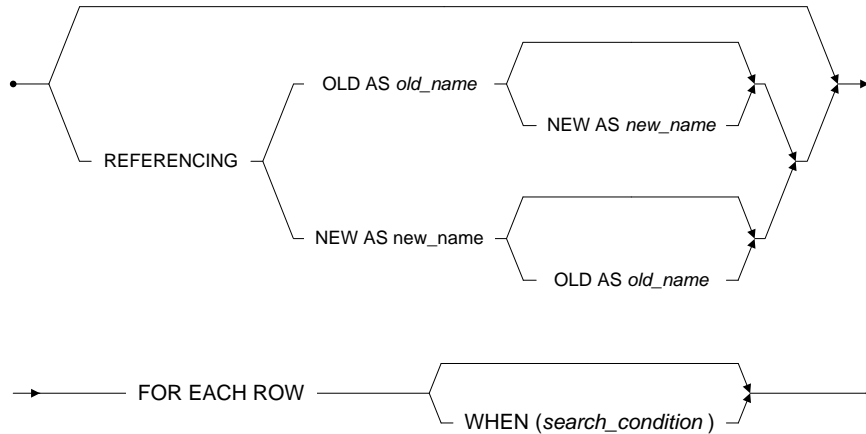 OLD AS old_name
NEW AS new_name
REFERENCING
NEW AS new_name
OLD AS old_name
FOR EACH ROW
WHEN (search_condition )